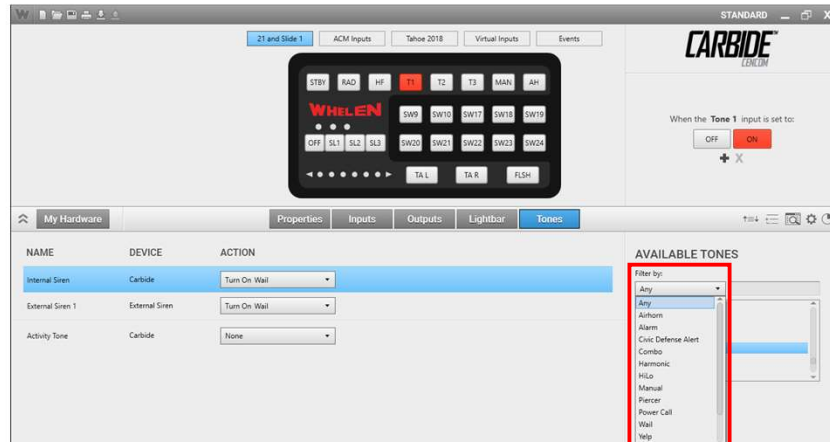 W STANDARD
21 and Slide 1 ACM Inputs Tahoe 2018 Virtual Inputs Events
CARBIDE™
CENCOM
STBY RAD HF T1 T2 T3 MAN AH
WHELEN SW9 SW10 SW17 SW18 SW19
OFF SL1 SL2 SL3 SW20 SW21 SW22 SW23 SW24
TA L TA R FLSH
When the Tone 1 input is set to:
OFF ON
My Hardware Properties Inputs Outputs Lightbar Tones
NAME DEVICE ACTION
Internal Siren Carbide Turn On Wail
External Siren 1 External Siren Turn On Wail
Activity Tone Carbide None
AVAILABLE TONES
Filter by:
Any
Any
Airhorn
Alarm
Civic Defense Alert
Combo
Harmonic
HiLo
Manual
Piercer
Power Call
Wail
Yelp